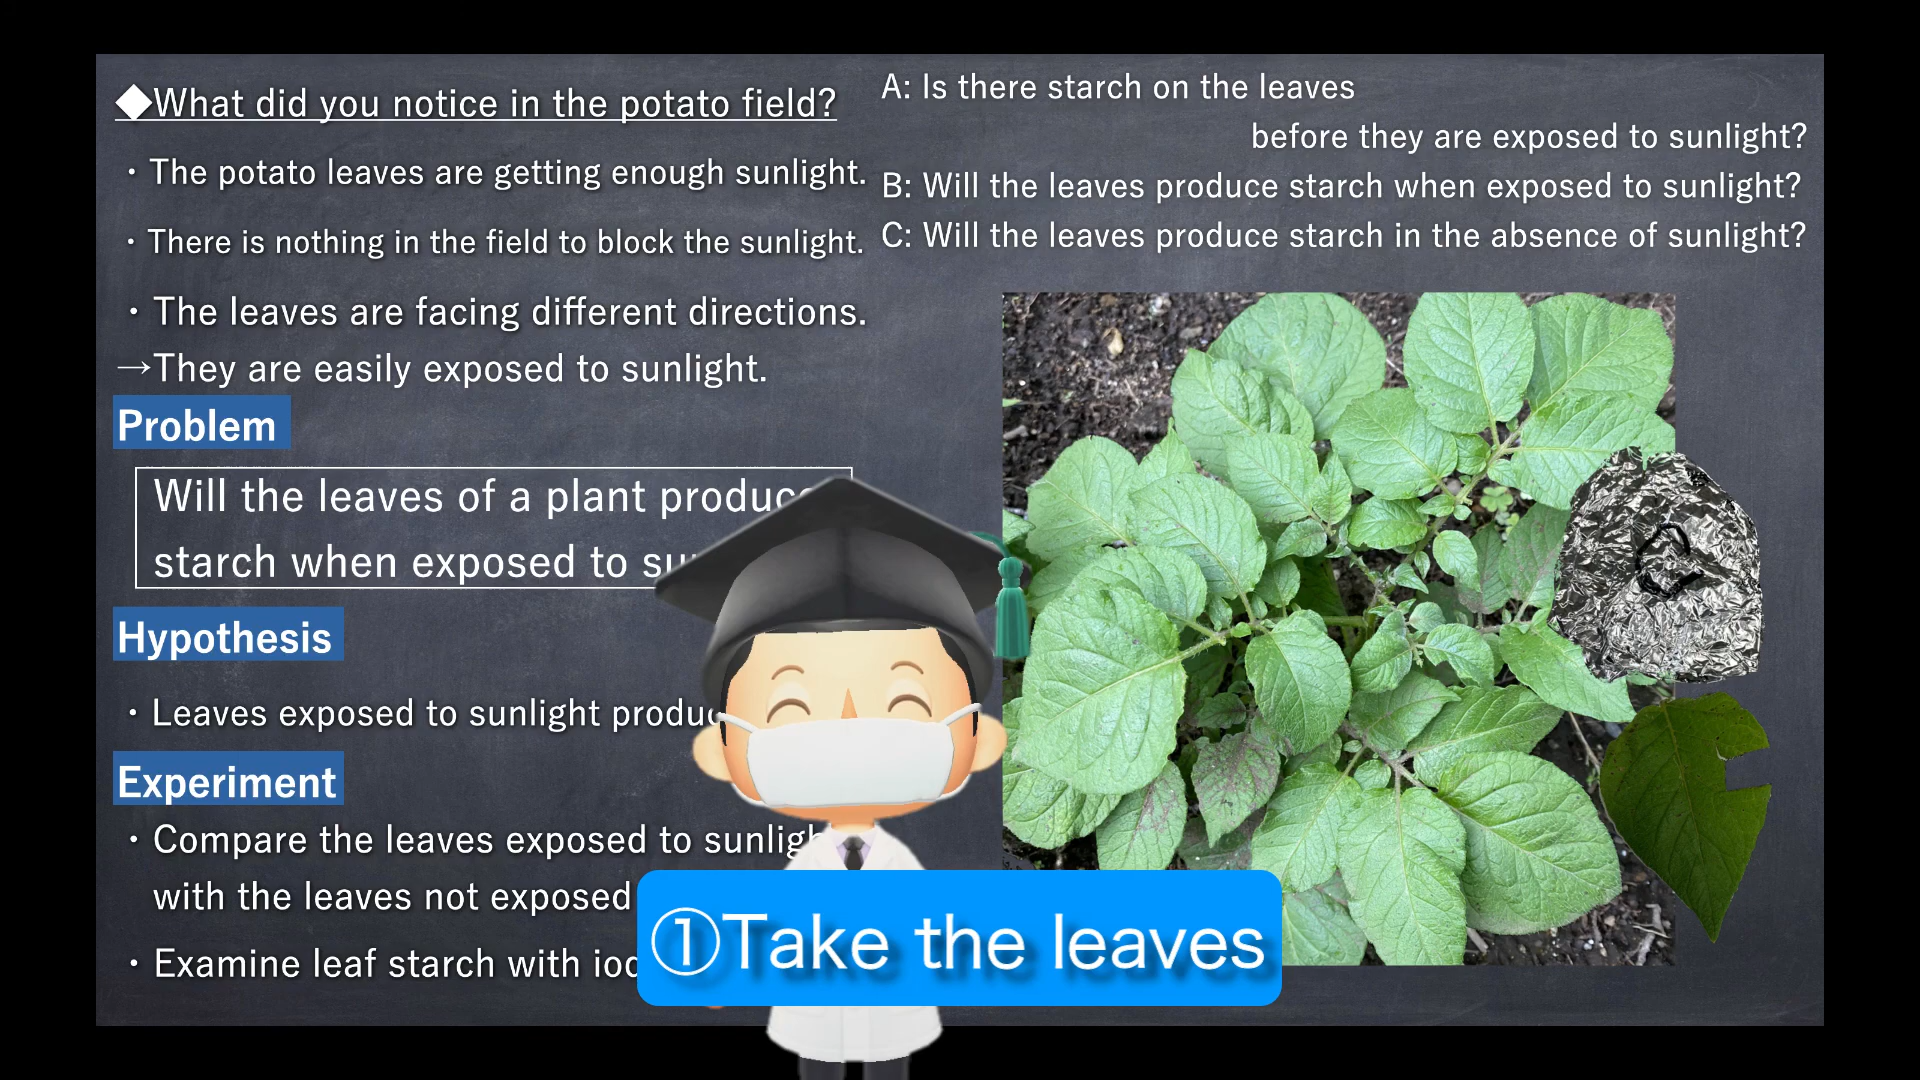 ◆What did you notice in the potato field?
・The potato leaves are getting enough sunlight.
・There is nothing in the field to block the sunlight.
・The leaves are facing different directions.
→They are easily exposed to sunlight.
Problem
Will the leaves of a plant produce
starch when exposed to
Hypothesis
・Leaves exposed to sunlight
Experiment
・Compare the leaves exposed to
with the leaves not exposed
・Examine leaf starch with
A: Is there starch on the leaves
before they are exposed to sunlight?
B: Will the leaves produce starch when exposed to sunlight?
C: Will the leaves produce starch in the absence of sunlight?
C
①Take the leaves